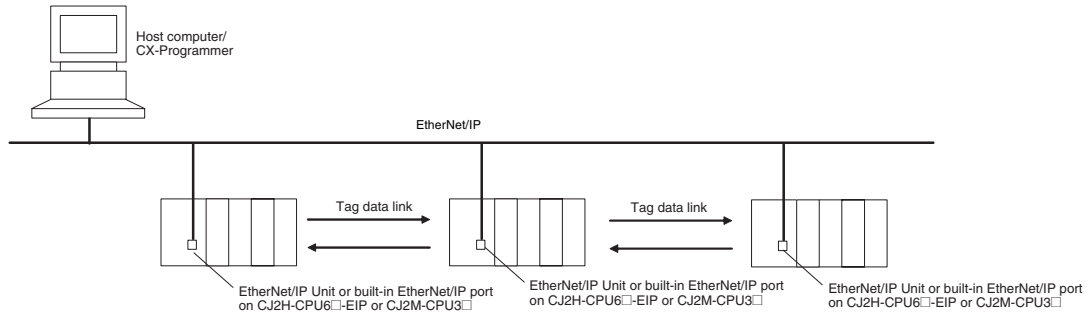 Host computer/
CX-Programmer
EtherNet/IP
Tag data link
Tag data link
EtherNet/IP Unit or built-in EtherNet/IP port
on CJ2H-CPU6□-EIP or CJ2M-CPU3□
EtherNet/IP Unit or built-in EtherNet/IP port
on CJ2H-CPU6□-EIP or CJ2M-CPU3□
EtherNet/IP Unit or built-in EtherNet/IP port
on CJ2H-CPU6□-EIP or CJ2M-CPU3□